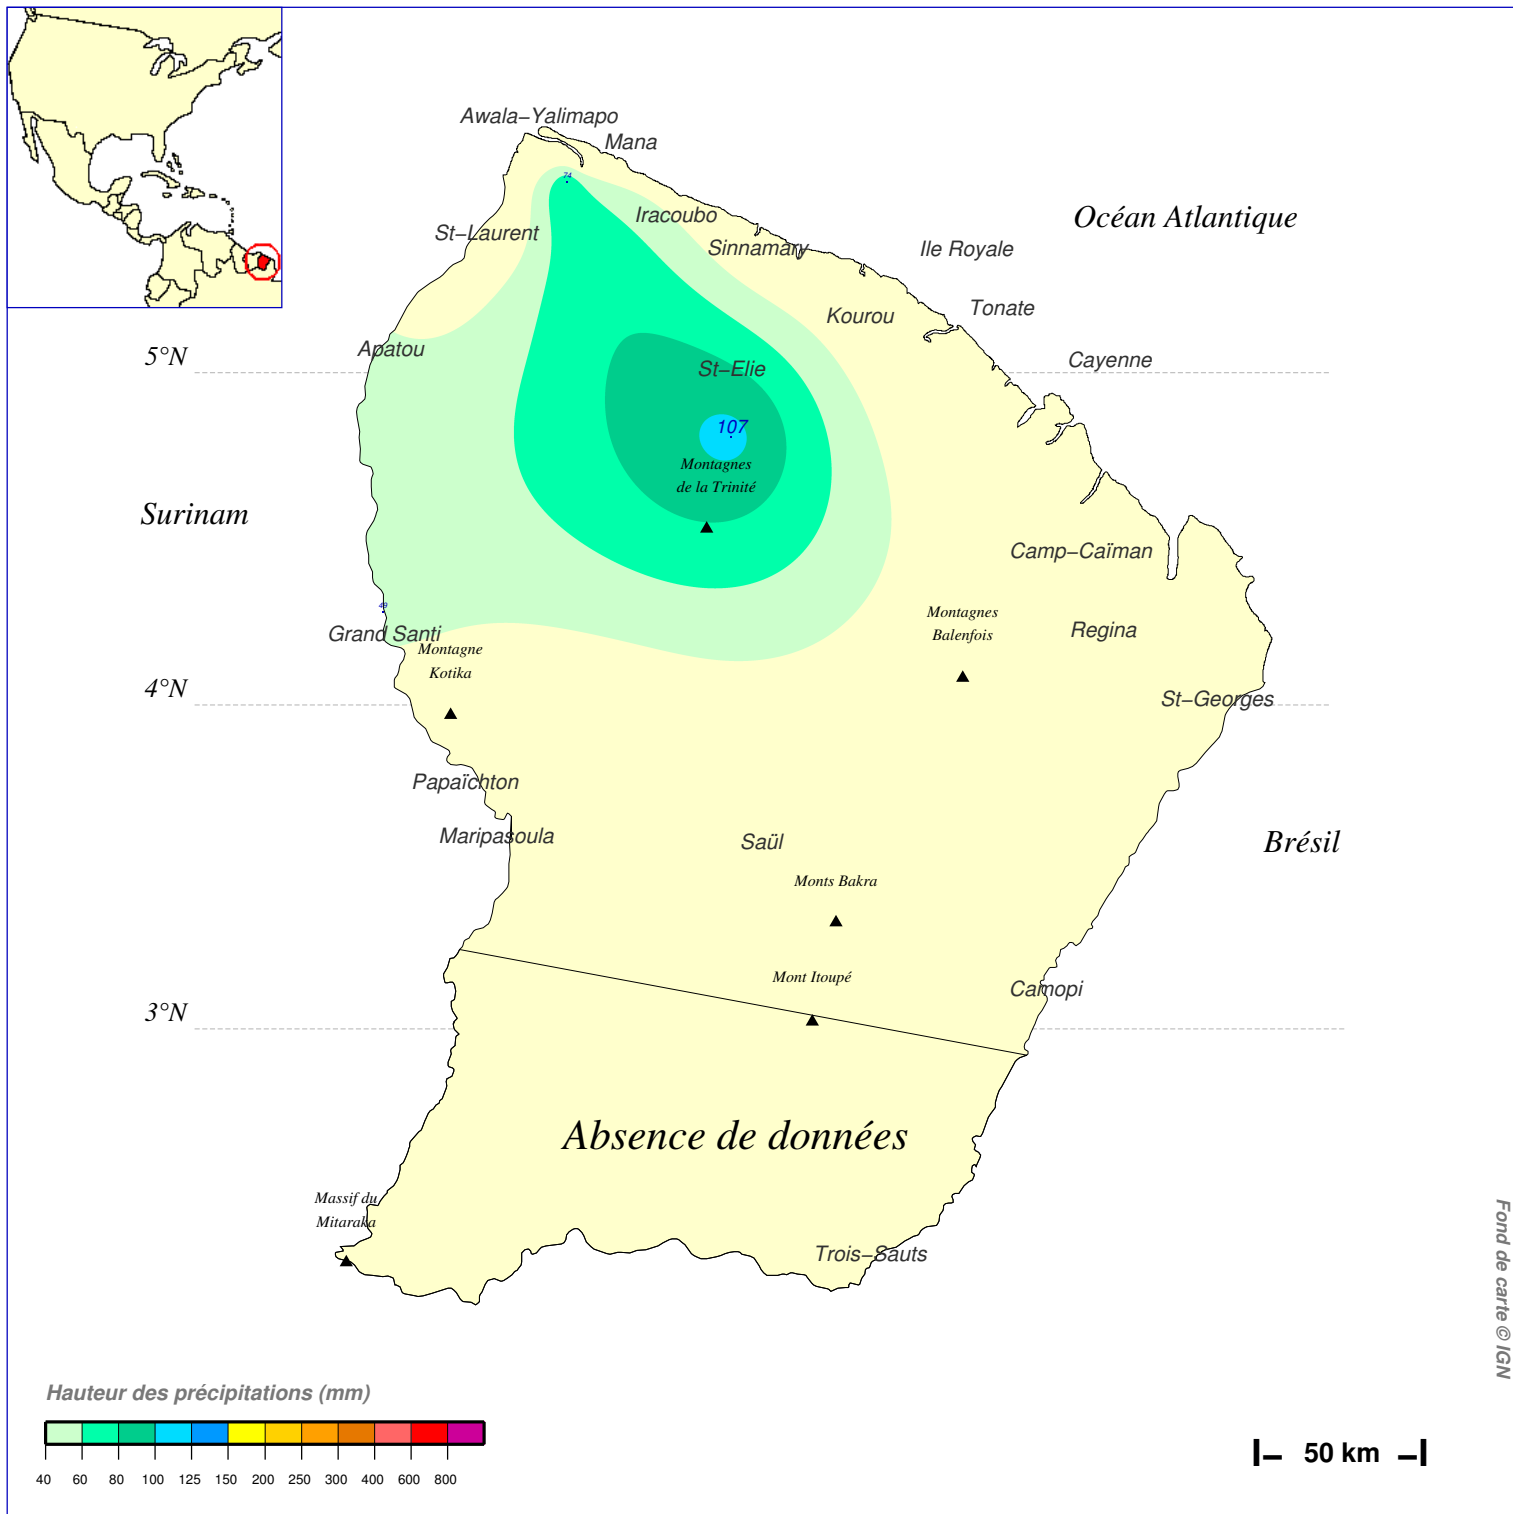 Awala–Yalimapo
Mana
74
Iracoubo
Océan Atlantique
St–Laurent
Sinnamary
Ile Royale
Tonate
Kourou
Apatou
5°N
Cayenne
St–Elie
107
Montagnes
de la Trinité
Surinam
Camp–Caïman
49
Grand Santi
Montagnes
Balenfois
Regina
Montagne
Kotika
4°N
St–Georges
Papaïchton
Maripasoula
Saül
Brésil
Monts Bakra
Mont Itoupé
Camopi
3°N
Absence de données
Massif du
Mitaraka
Trois–Sauts
Fond de carte © IGN
Hauteur des précipitations (mm)
40 60 80 100 125 150 200 250 300 400 600 800
50 km